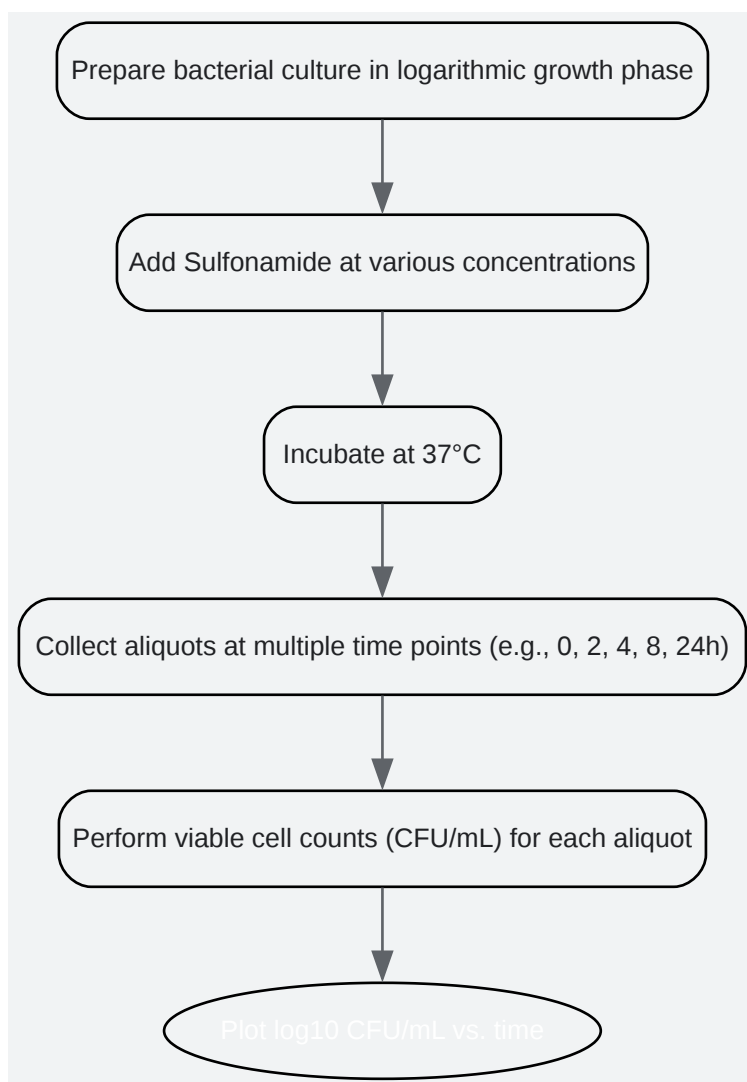 Prepare bacterial culture in logarithmic growth phase
Add Sulfonamide at various concentrations
Incubate at 37°C
Collect aliquots at multiple time points (e.g., 0, 2, 4, 8, 24h)
Perform viable cell counts (CFU/mL) for each aliquot
Plot log10 CFU/mL vs. time